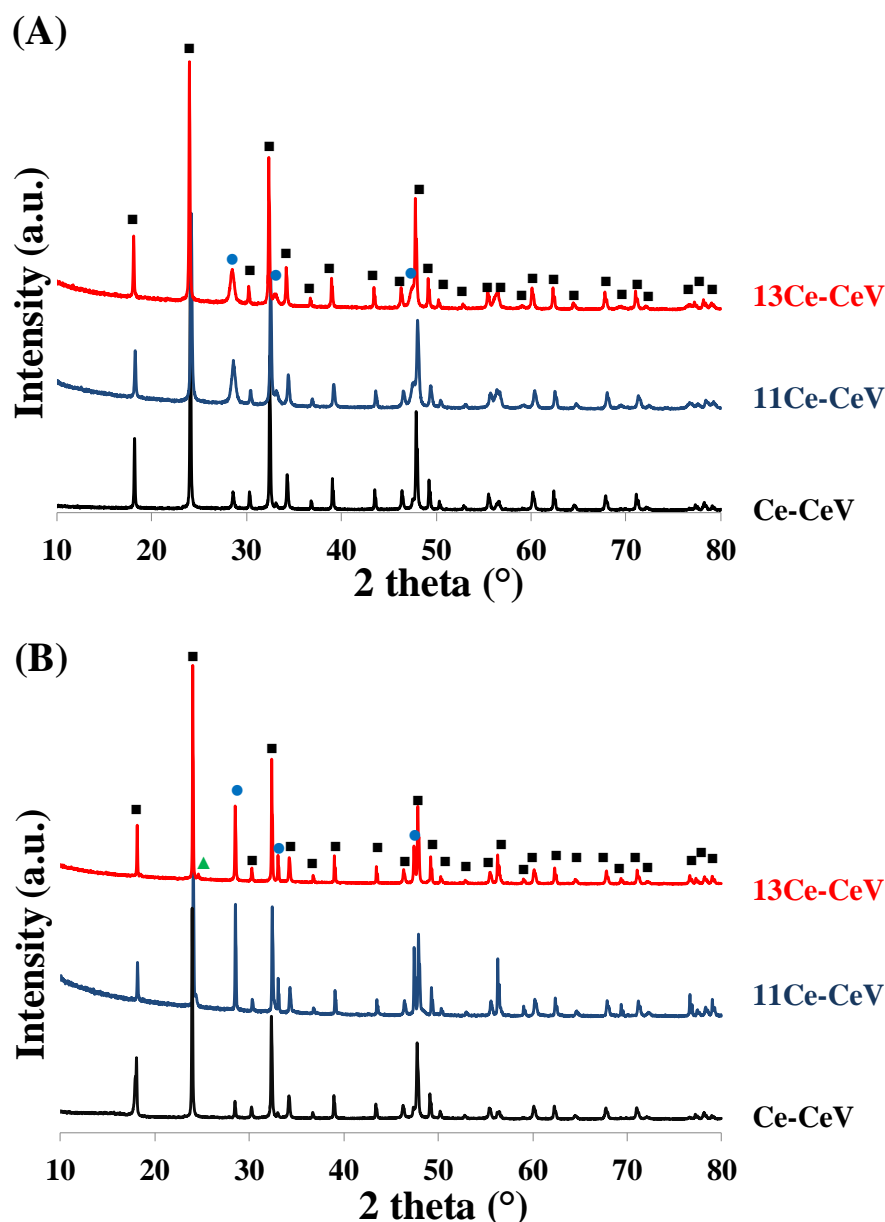 (A)
Intensity (a.u.)
13Ce-CeV
11Ce-CeV
Ce-CeV
10 20 30 40 50 60 70 80
2 theta (°)
(B)
Intensity (a.u.)
13Ce-CeV
11Ce-CeV
Ce-CeV
10 20 30 40 50 60 70 80
2 theta (°)